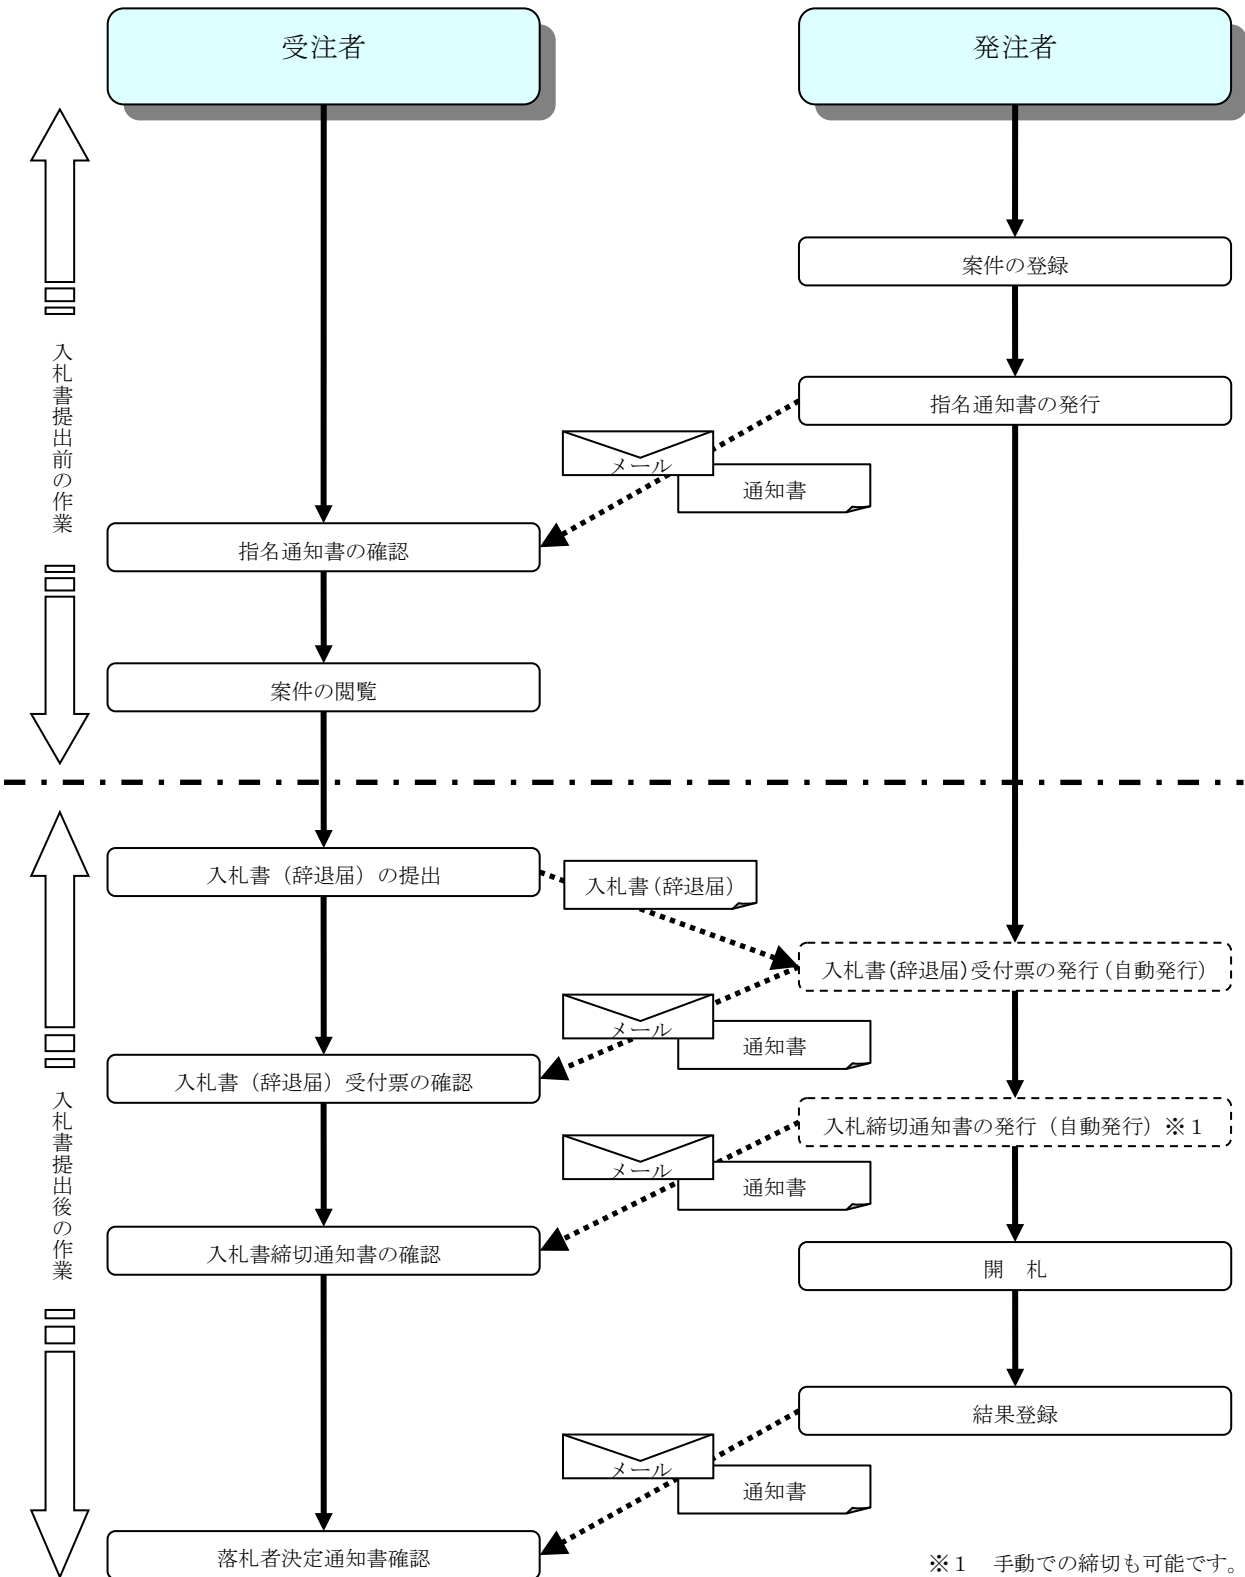 受注者
発注者
案件の登録
指名通知書の発行
メール
通知書
指名通知書の確認
案件の閲覧
入札書提出前の作業
入札書（辞退届）の提出
入札書(辞退届)
入札書(辞退届)受付票の発行(自動発行)
メール
通知書
入札書（辞退届）受付票の確認
入札締切通知書の発行（自動発行）※１
メール
通知書
入札書締切通知書の確認
開　札
入札書提出後の作業
結果登録
メール
通知書
落札者決定通知書確認
※１　手動での締切も可能です。